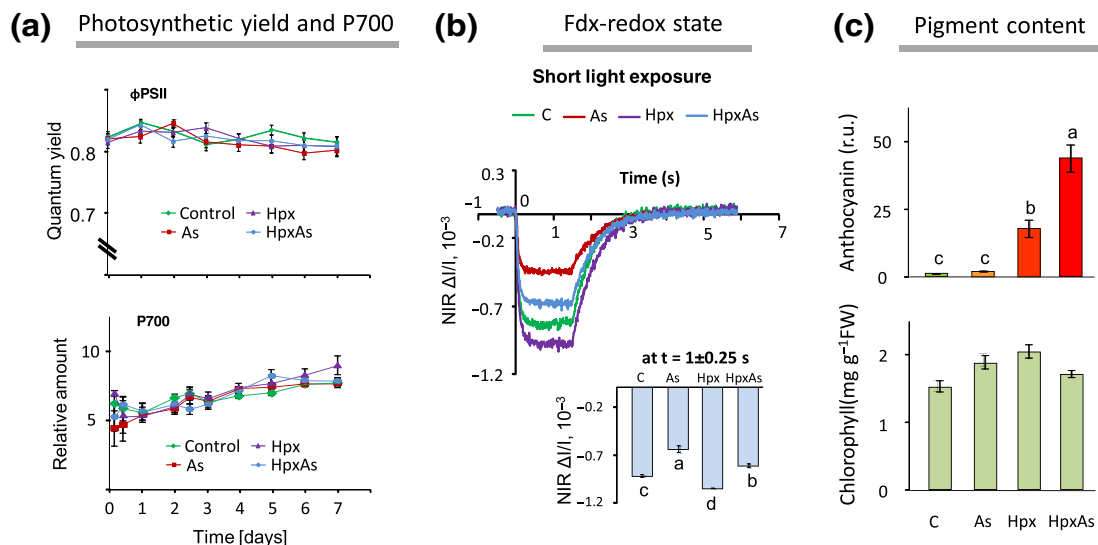 (a) Photosynthetic yield and P700
ϕPSII
Quantum yield
0.8
0.7
Control
Hpx
As
HpxAs
P700
Relative amount
10
5
Control
Hpx
As
HpxAs
0 1 2 3 4 5 6 7
Time [days]
(b) Fdx-redox state
Short light exposure
C As Hpx HpxAs
Time (s)
NIR ΔI/I, 10⁻³
0.3
−1 0 1 3 5 7
−0.2
−0.7
−1.2
at t = 1±0.25 s
C As Hpx HpxAs
NIR ΔI/I, 10⁻³
−0.2
−0.7
−1.2
c a d b
(c) Pigment content
Anthocyanin (r.u.)
50
25
0
c c b a
Chlorophyll(mg g⁻¹FW)
2
1
0
C As Hpx HpxAs